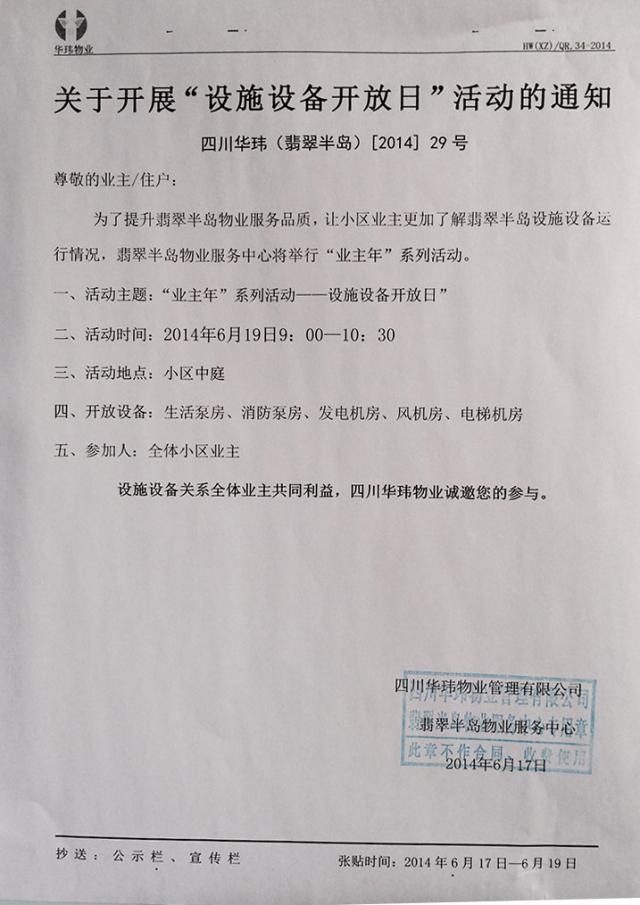 华玮物业
HW(XZ)/QR.34-2014
关于开展“设施设备开放日”活动的通知
四川华玮（翡翠半岛）[2014] 29 号
尊敬的业主/住户：
为了提升翡翠半岛物业服务品质，让小区业主更加了解翡翠半岛设施设备运
行情况，翡翠半岛物业服务中心将举行“业主年”系列活动。
一、活动主题：“业主年”系列活动——设施设备开放日”
二、活动时间：2014年6月19日9：00—10：30
三、活动地点：小区中庭
四、开放设备：生活泵房、消防泵房、发电机房、风机房、电梯机房
五、参加人：全体小区业主
设施设备关系全体业主共同利益，四川华玮物业诚邀您的参与。
四川华玮物业管理有限公司
四川华玮物业管理有限公司
翡翠半岛物业服务中心
翡翠半岛物业服务中心专用章
此章不作合同、收费使用
2014年6月17日
抄送：公示栏、宣传栏
张贴时间：2014 年 6 月 17 日—6 月 19 日